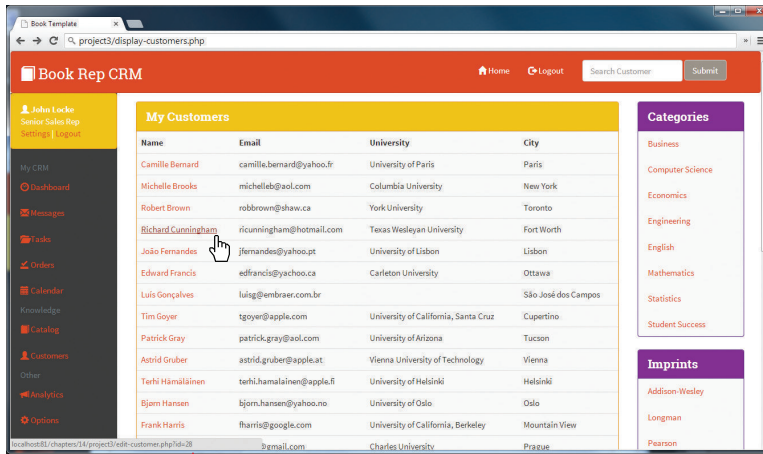 Book Template
project3/display-customers.php
Book Rep CRM
Home
Logout
Search Customer
Submit
John Locke
Senior Sales Rep
Settings | Logout
My CRM
Dashboard
Messages
Tasks
Orders
Calendar
Knowledge
Catalog
Customers
Other
Analytics
Options
My Customers
Name Email University City
Camille Bernard camille.bernard@yahoo.fr University of Paris Paris
Michelle Brooks michelleb@aol.com Columbia University New York
Robert Brown robbrown@shaw.ca York University Toronto
Richard Cunningham ricunningham@hotmail.com Texas Wesleyan University Fort Worth
João Fernandes jfernandes@yahoo.pt University of Lisbon Lisbon
Edward Francis edfrancis@yachoo.ca Carleton University Ottawa
Luis Gonçalves luisg@embraer.com.br São José dos Campos
Tim Goyer tgoyer@apple.com University of California, Santa Cruz Cupertino
Patrick Gray patrick.gray@aol.com University of Arizona Tucson
Astrid Gruber astrid.gruber@apple.at Vienna University of Technology Vienna
Terhi Hämäläinen terhi.hamalainen@apple.fi University of Helsinki Helsinki
Bjørn Hansen bjorn.hansen@yahoo.no University of Oslo Oslo
Frank Harris fharris@google.com University of California, Berkeley Mountain View
@gmail.com Charles University Prague
Categories
Business
Computer Science
Economics
Engineering
English
Mathematics
Statistics
Student Success
Imprints
Addison-Wesley
Longman
Pearson
localhost:81/chapters/14/project3/edit-customer.php?id=28